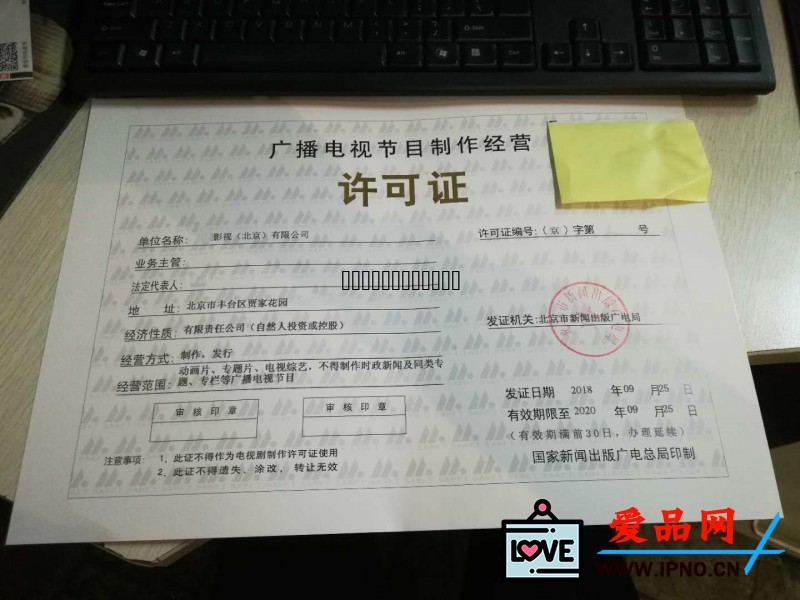 广播电视节目制作经营
许可证
单位名称: 影视（北京）有限公司
许可证编号:（京）字第 号
业务主管:
法定代表人:
地 址: 北京市丰台区贾家花园
经济性质: 有限责任公司（自然人投资或控股）
发证机关: 北京市新闻出版广电局
经营方式: 制作，发行
经营范围: 动画片、专题片、电视综艺，不得制作时政新闻及同类专
题、专栏等广播电视节目
审核印章
审核印章
发证日期 2018 年 09 月 25 日
有效期限至 2020 年 09 月 25 日
（有效期满前30日，办理延续）
注意事项: 1、此证不得作为电视剧制作许可证使用
2、此证不得遗失、涂改，转让无效
国家新闻出版广电总局印制
LOVE
爱品网
WWW.IPNO.CN